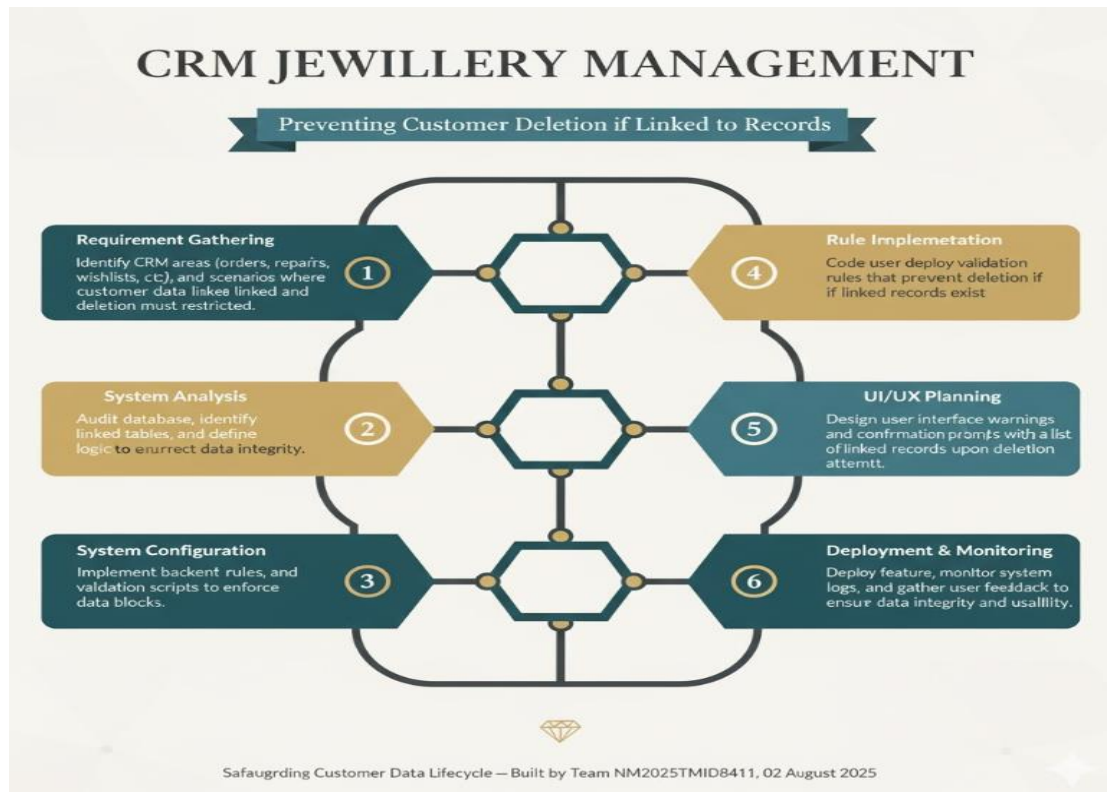 CRM JEWILLERY MANAGEMENT
Preventing Customer Deletion if Linked to Records
Requirement Gathering
Identify CRM areas (orders, repairs,
wishlists, ctc), and scenarios where
customer data linkes linked and
deletion must restricted.
1
System Analysis
Audit database, identify
linked tables, and define
logic to enurrect data integrity.
2
System Configuration
Implement backent rules, and
validation scripts to enforce
data blocks.
3
Rule Implemetation
Code user deploy validation
rules that prevent deletion if
if linked records exist
4
UI/UX Planning
Design user interface warnings
and confrmation prompts with a list
of linked records upon deletion
attemtt.
5
Deployment & Monitoring
Deploy feature, monitor system
logs, and gather user feedback to
ensur data integrity and
6
Safaugrding Customer Data Lifecycle – Built by Team NM2025TMID8411, 02 August 2025